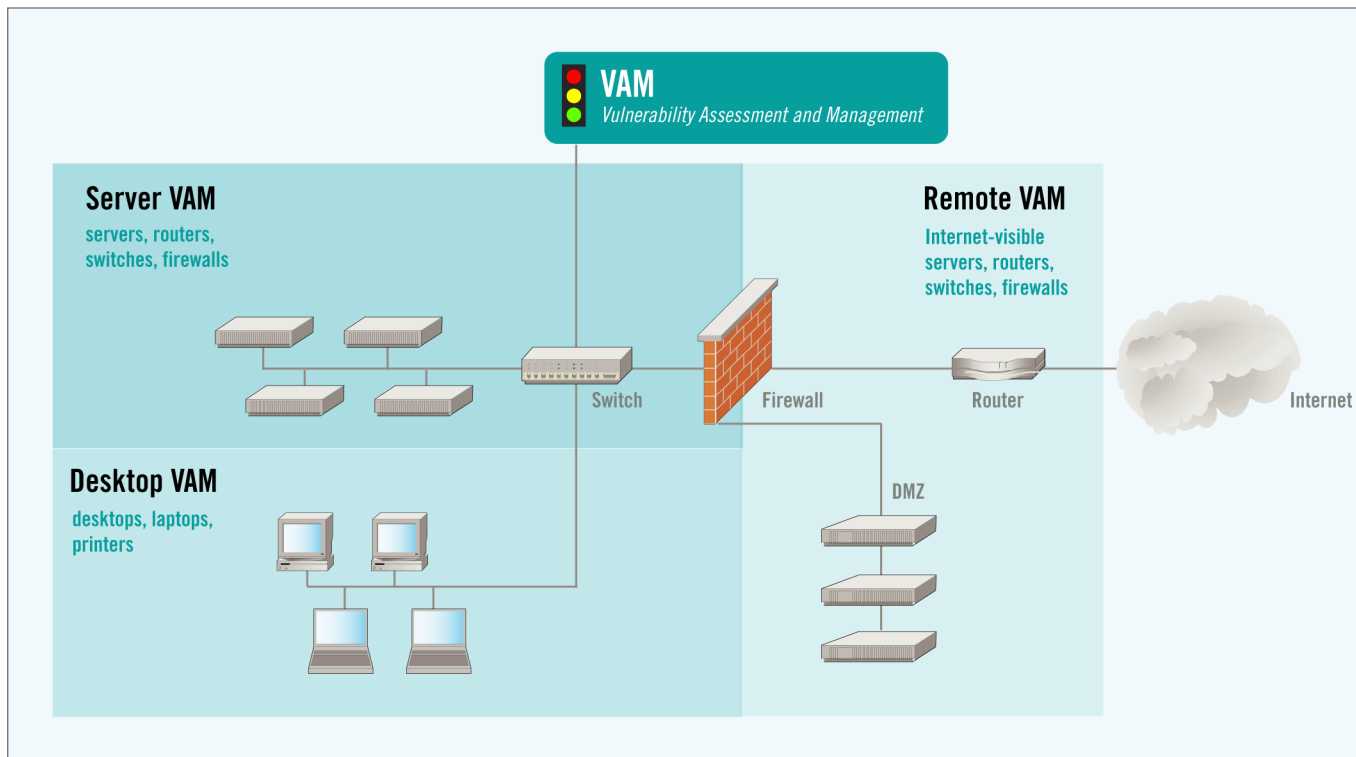 VAM
Vulnerability Assessment and Management
Server VAM
servers, routers,
switches, firewalls
Remote VAM
Internet-visible
servers, routers,
switches, firewalls
Switch
Firewall
Router
Internet
Desktop VAM
desktops, laptops,
printers
DMZ